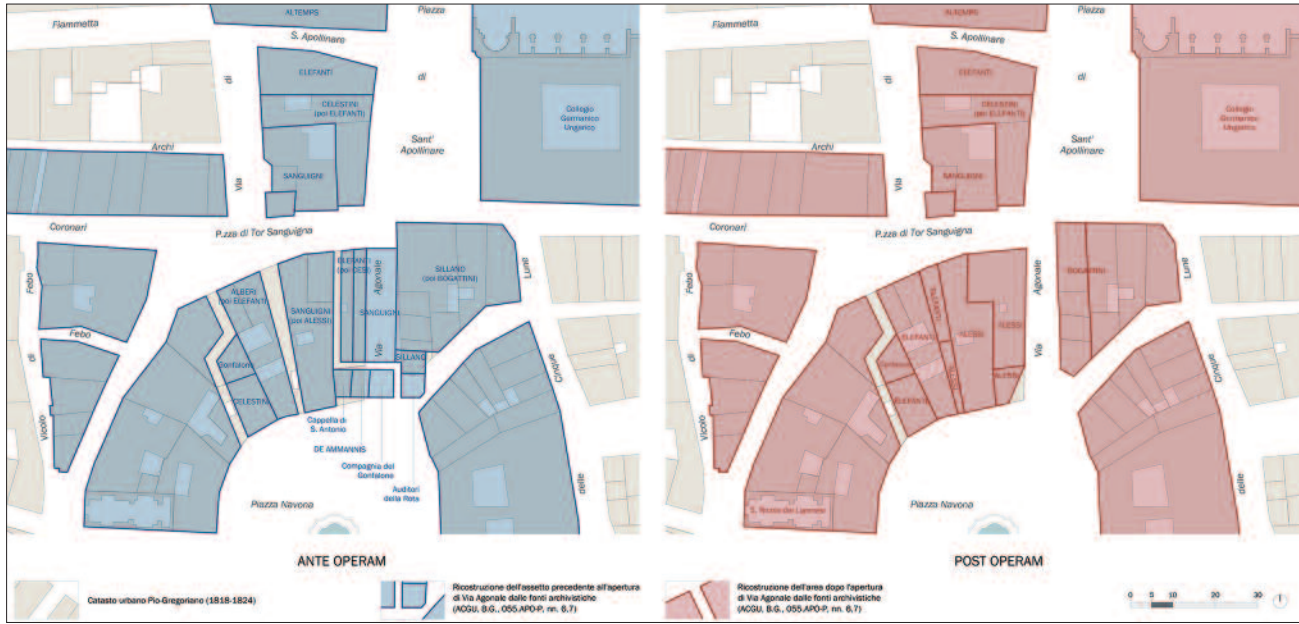 ALTEMPS
Piazza
Fiammetta
S. Apollinare
di
di
ELEFANTI
CELESTINI
(poi ELEFANTI)
Collegio
Germanico
Ungarico
Sant'
Apollinare
Archi
SANGUIGNI
Via
Coronari
P.zza di Tor Sanguigna
ELEFANTI
(poi DESI)
SILLANO
(poi BOGATTINI)
Lune
Febo
ALBERI
(poi ELEFANTI)
Agonale
SANGUIGNI
(poi ALESSI)
SANGUIGNI
Febo
Via
SILLANO
di
Gonfalone
CELESTINI
Cinque
Vicolo
Cappella di
S. Antonio
DE AMMANNIS
Compagnia del
Gonfalone
Auditori
della Rota
delle
Piazza Navona
ANTE OPERAM
ALTEMPS
Piazza
Fiammetta
S. Apollinare
di
di
ELEFANTI
CELESTINI
(poi ELEFANTI)
Collegio
Germanico
Ungarico
Sant'
Apollinare
Archi
SANGUIGNI
Via
Coronari
P.zza di Tor Sanguigna
BOGATTINI
Lune
Febo
Agonale
ELEFANTI
ALESSI
ALESSI
Febo
Via
di
ELEFANTI
Cinque
Vicolo
delle
Piazza Navona
POST OPERAM
Catasto urbano Pio-Gregoriano (1818-1824)
Ricostruzione dell'assetto precedente all'apertura
di Via Agonale dalle fonti archivistiche
(ACGU, B.G., 055.APO-P, nn. 6,7)
Ricostruzione dell'area dopo l'apertura
di Via Agonale dalle fonti archivistiche
(ACGU, B.G., 055.APO-P, nn. 6,7)
0 5 10 20 30